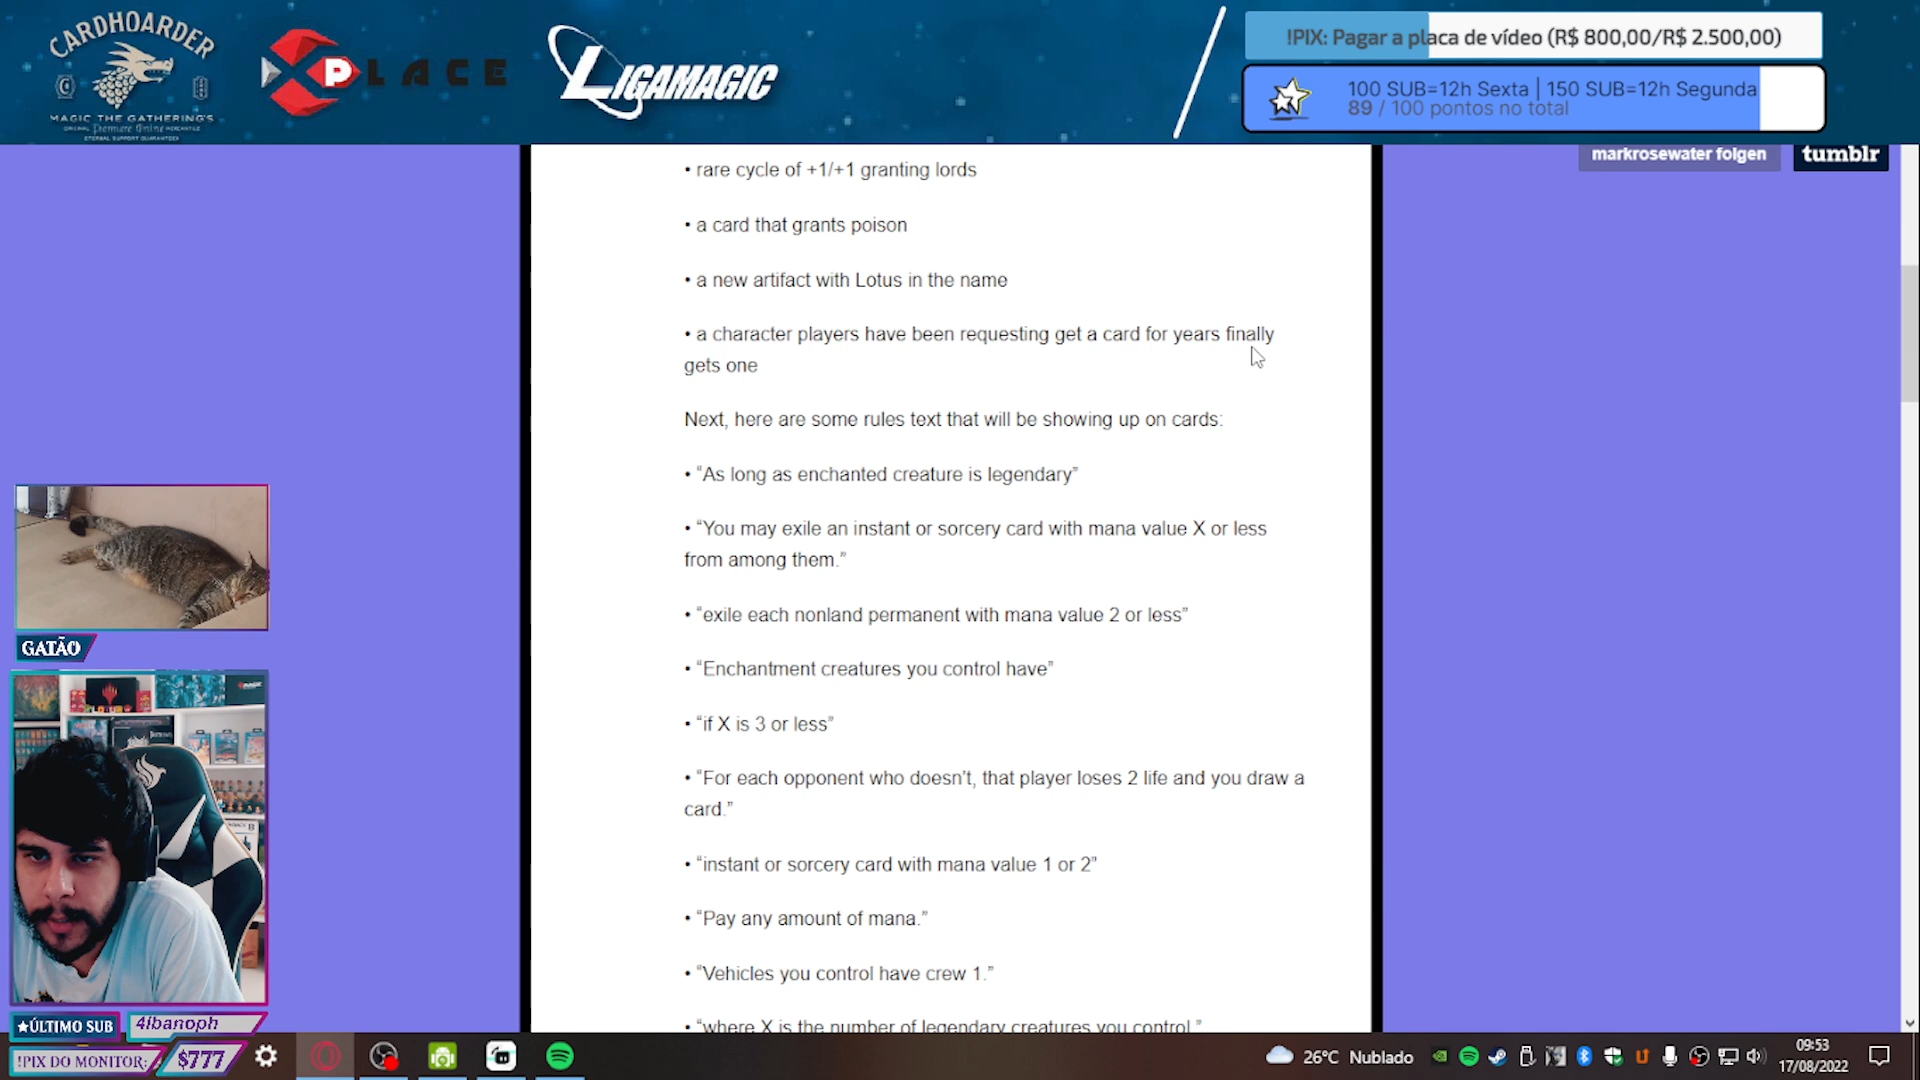 CARDHOARDER
MAGIC THE GATHERING'S
ORIGINAL Premiere Online MERCANTILE
ETERNAL SUPPORT GUARANTEED
XPLACE
LIGAMAGIC
!PIX: Pagar a placa de vídeo (R$ 800,00/R$ 2.500,00)
100 SUB=12h Sexta | 150 SUB=12h Segunda
89 / 100 pontos no total
markrosewater folgen
tumblr
• rare cycle of +1/+1 granting lords
• a card that grants poison
• a new artifact with Lotus in the name
• a character players have been requesting get a card for years finally
gets one
Next, here are some rules text that will be showing up on cards:
• “As long as enchanted creature is legendary”
• “You may exile an instant or sorcery card with mana value X or less
from among them.”
• “exile each nonland permanent with mana value 2 or less”
• “Enchantment creatures you control have”
• “if X is 3 or less”
• “For each opponent who doesn’t, that player loses 2 life and you draw a
card.”
• “instant or sorcery card with mana value 1 or 2”
• “Pay any amount of mana.”
• “Vehicles you control have crew 1.”
• “where X is the number of legendary creatures you control.”
GATÃO
★ÚLTIMO SUB
4lbanoph
!PIX DO MONITOR:
$777
26°C Nublado
09:53
17/08/2022